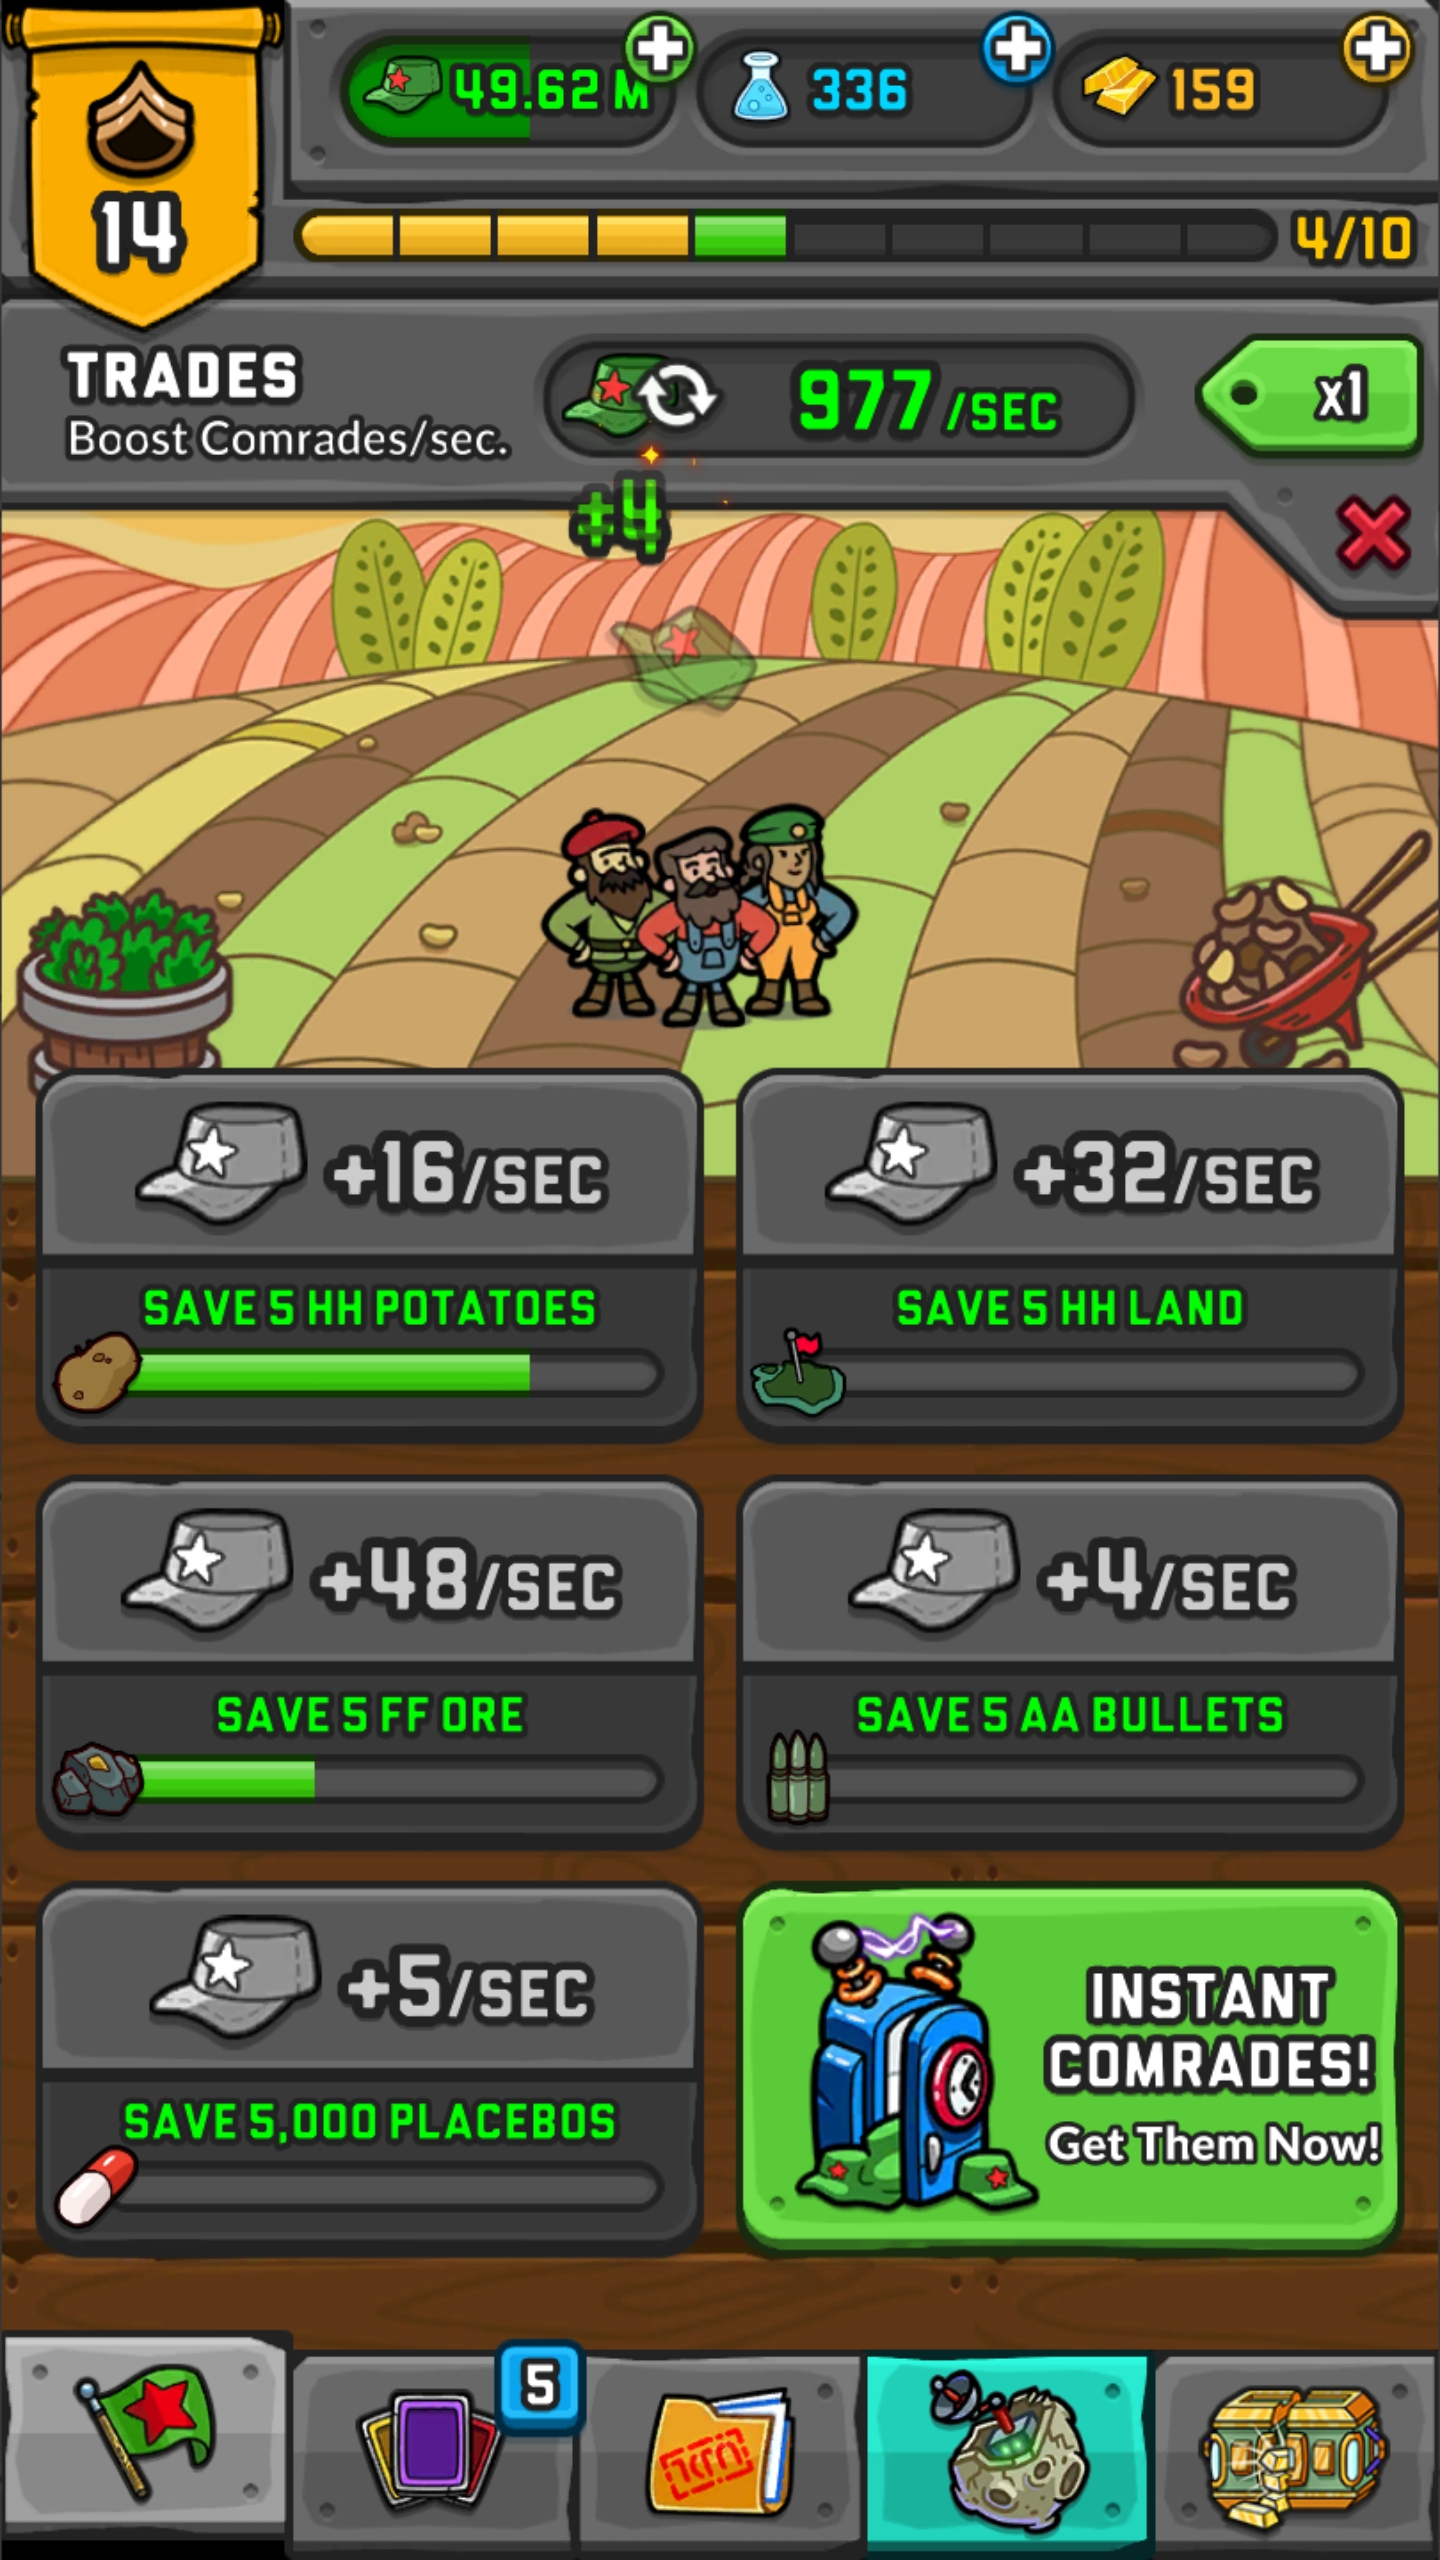 49.62 M
336
159
14
4/10
TRADES
Boost Comrades/sec.
977 /SEC
x1
+4
+16/SEC
+32/SEC
SAVE 5 HH POTATOES
SAVE 5 HH LAND
+48/SEC
+4/SEC
SAVE 5 FF ORE
SAVE 5 AA BULLETS
+5/SEC
SAVE 5,000 PLACEBOS
INSTANT
COMRADES!
Get Them Now!
5